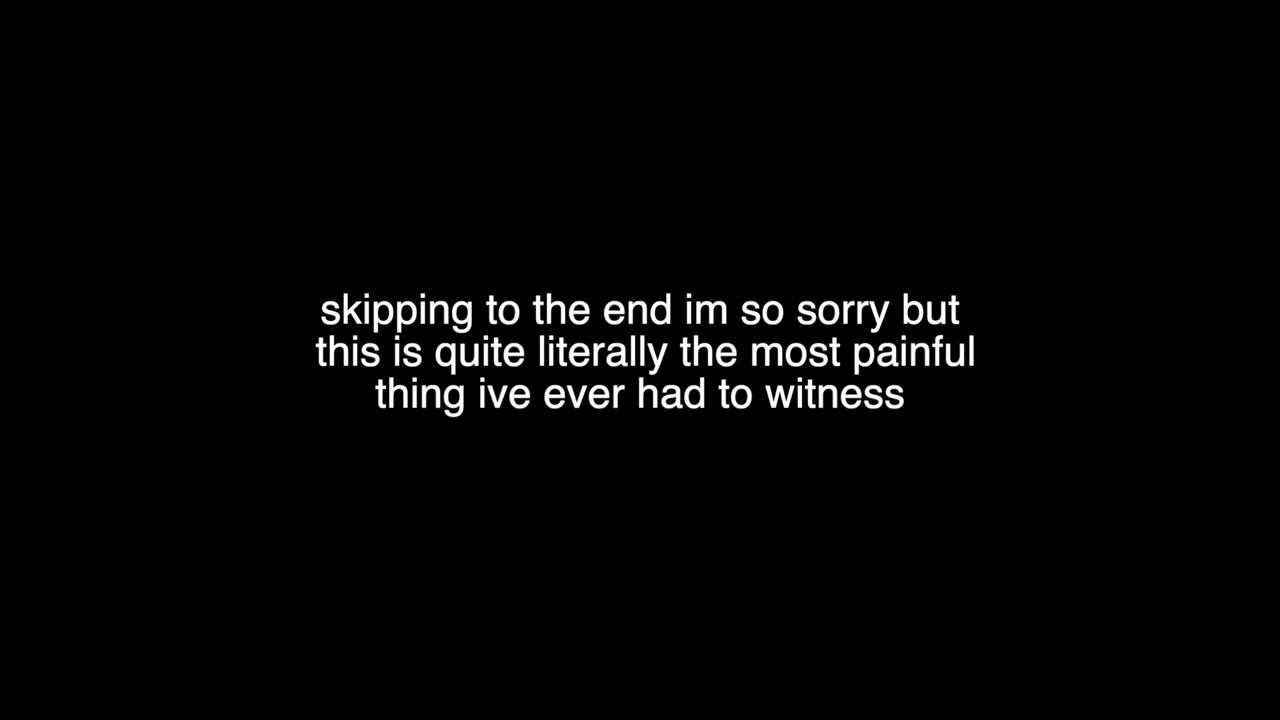 skipping to the end im so sorry but
this is quite literally the most painful
thing ive ever had to witness